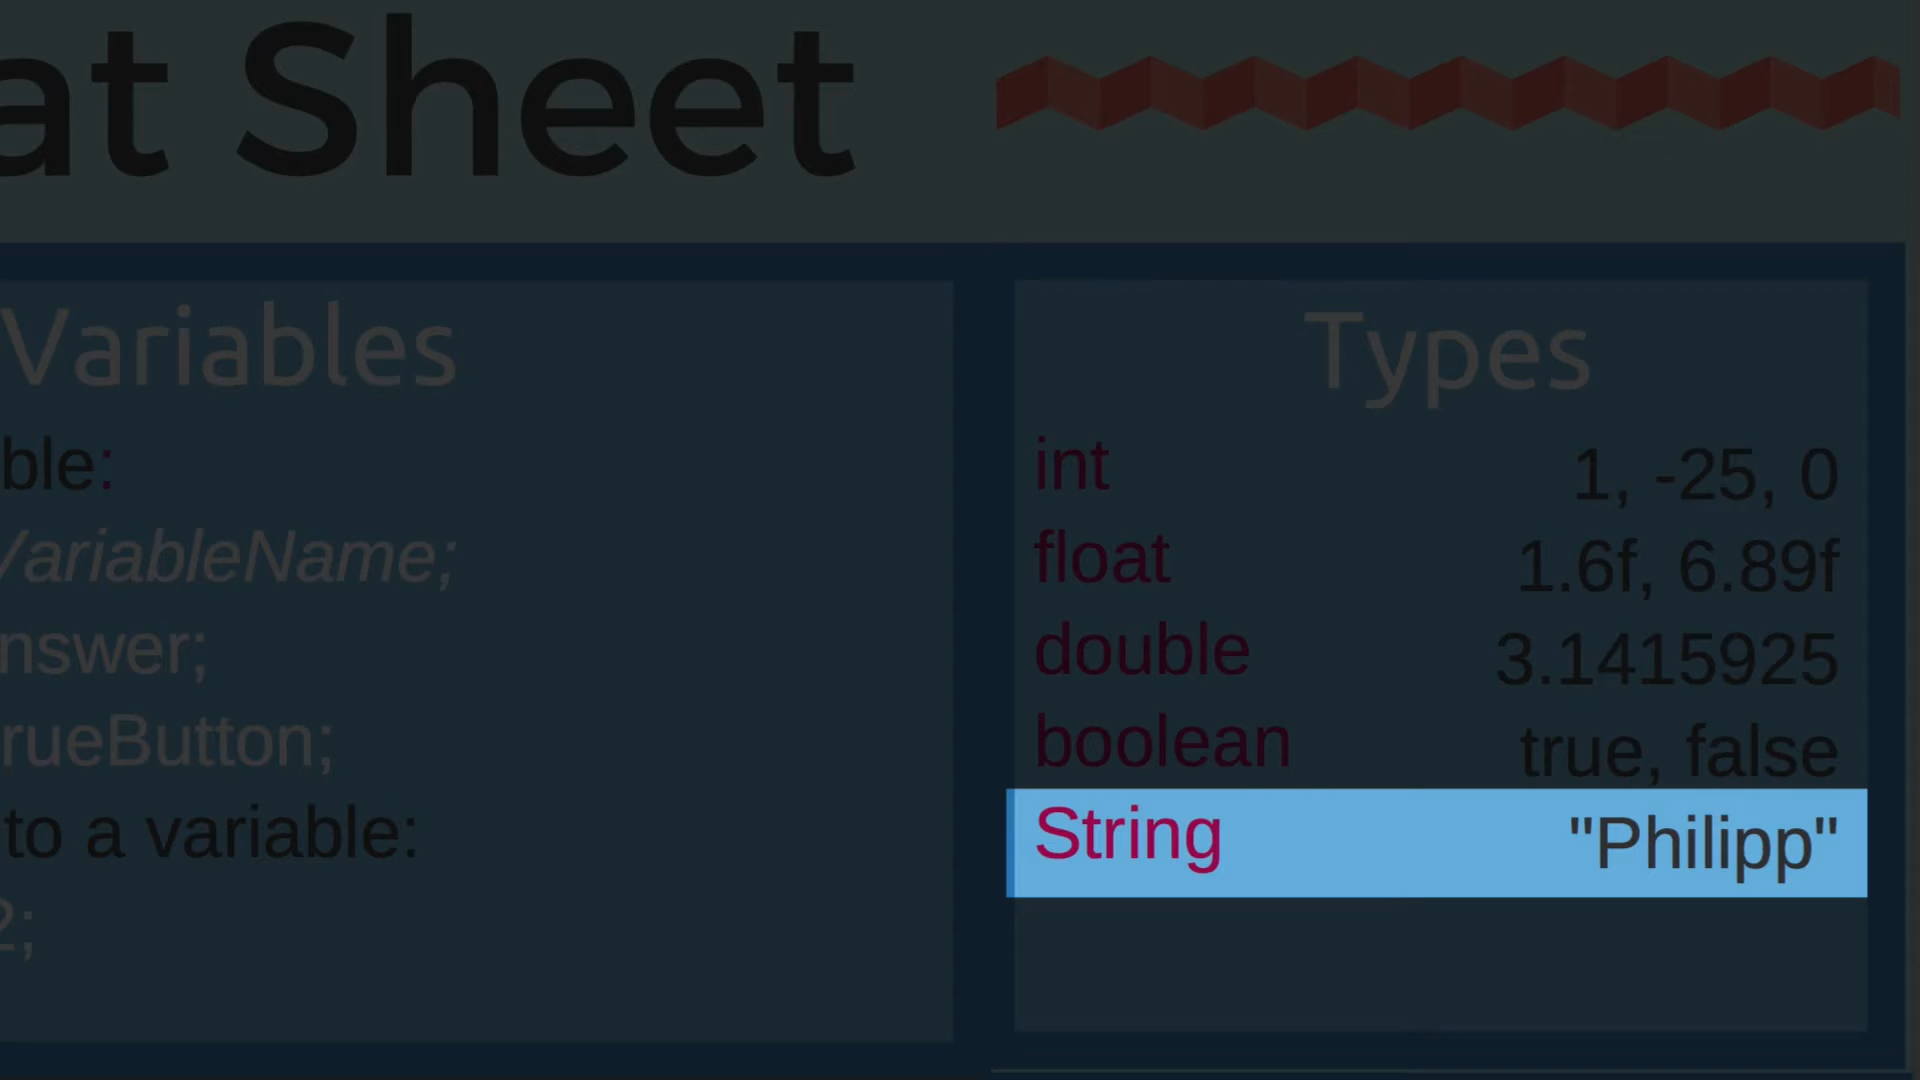 at Sheet
Variables
ble:
VariableName;
nswer;
rueButton;
to a variable:
2;
Types
int 1, -25, 0
float 1.6f, 6.89f
double 3.1415925
boolean true, false
String "Philipp"